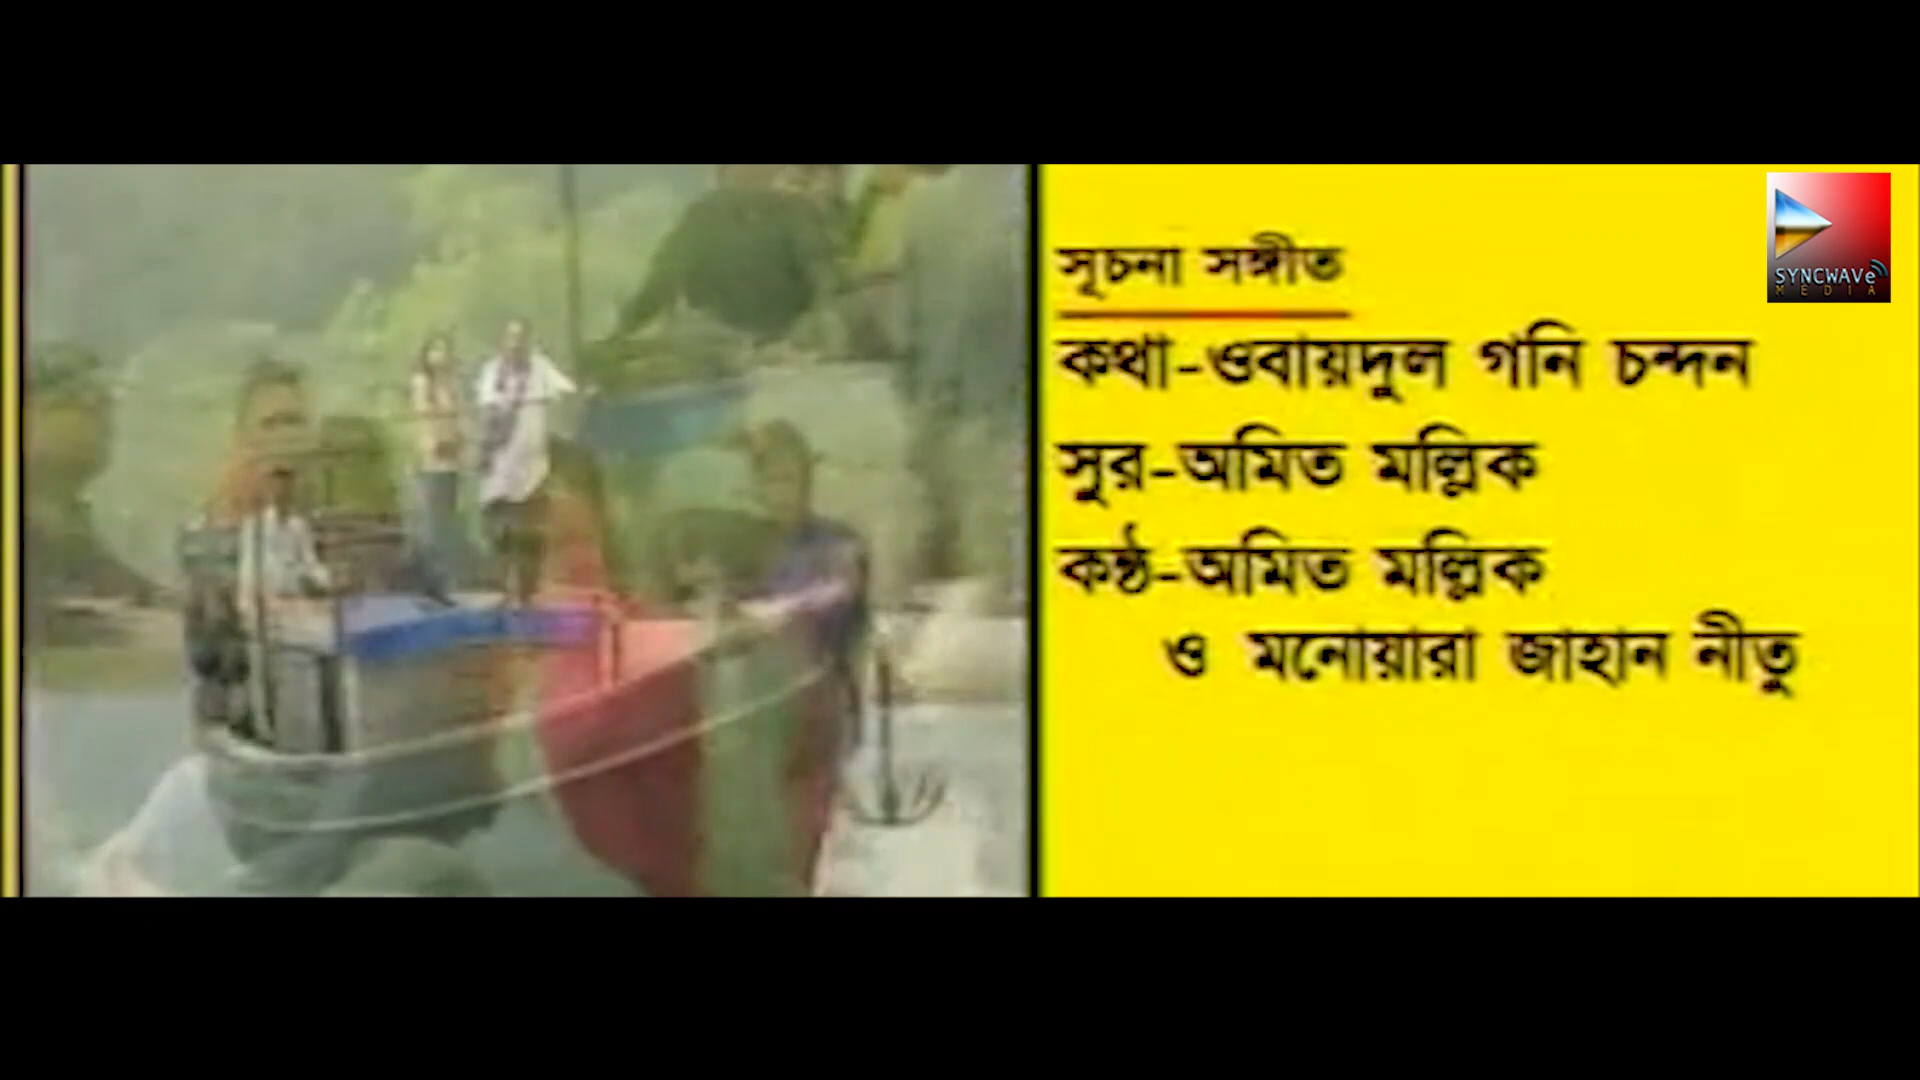 সূচনা সঙ্গীত
কথা-ওবায়দুল গনি চন্দন
সুর-অমিত মল্লিক
কণ্ঠ-অমিত মল্লিক
ও মনোয়ারা জাহান নীতু
SYNCWAVe
MEDIA